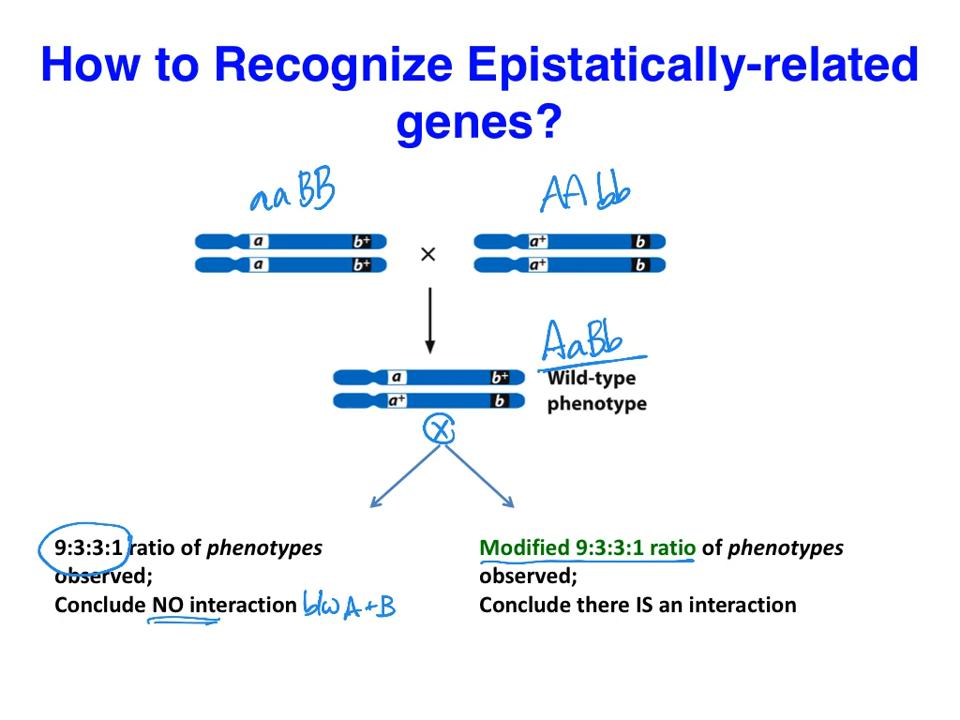 How to Recognize Epistatically-related
genes?
aaBB AAbb
a b+ a+ b
a b+ × a+ b
AaBb
a b+ Wild-type
a+ b phenotype
X
9:3:3:1 ratio of phenotypes Modified 9:3:3:1 ratio of phenotypes
observed; observed;
Conclude NO interaction b/w A+B Conclude there IS an interaction